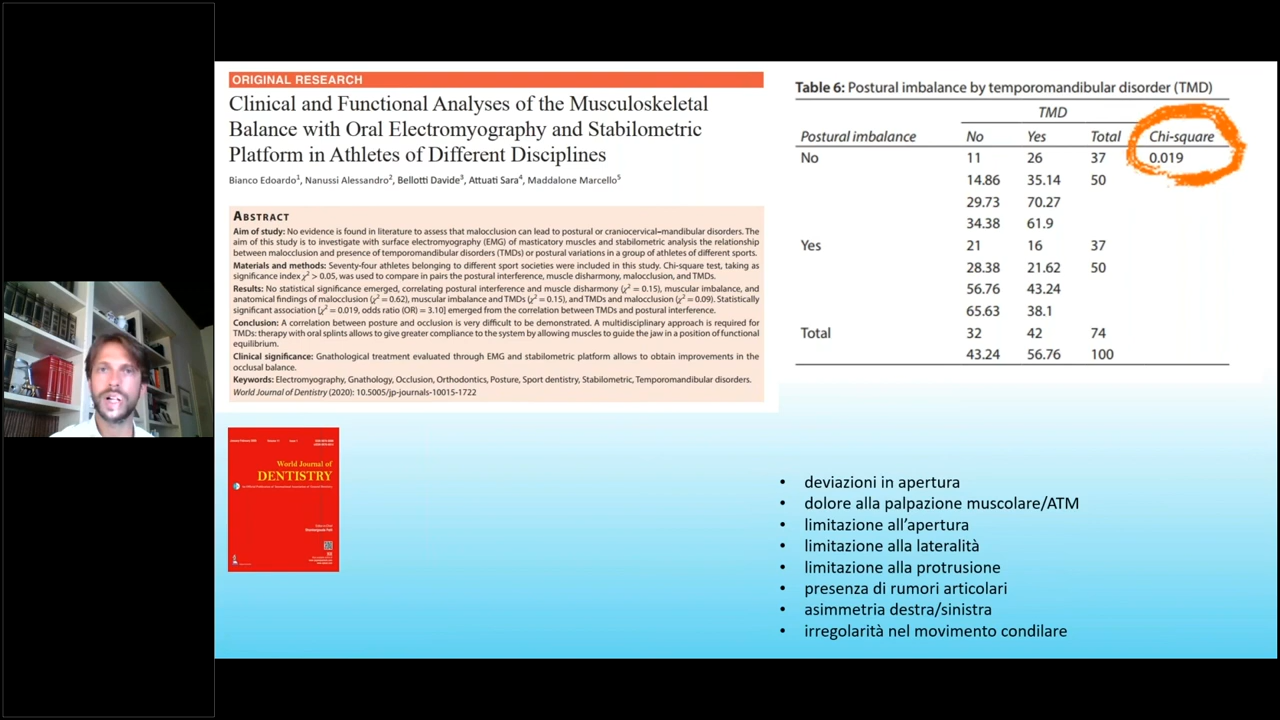 ORIGINAL RESEARCH
Clinical and Functional Analyses of the Musculoskeletal
Balance with Oral Electromyography and Stabilometric
Platform in Athletes of Different Disciplines
Bianco Edoardo1, Nanussi Alessandro2, Bellotti Davide3, Attuati Sara4, Maddalone Marcello5
ABSTRACT
Aim of study: No evidence is found in literature to assess that malocclusion can lead to postural or craniocervical–mandibular disorders. The
aim of this study is to investigate with surface electromyography (EMG) of masticatory muscles and stabilometric analysis the relationship
between malocclusion and presence of temporomandibular disorders (TMDs) or postural variations in a group of athletes of different sports.
Materials and methods: Seventy-four athletes belonging to different sport societies were included in this study. Chi-square test, taking as
significance index χ² > 0.05, was used to compare in pairs the postural interference, muscle disharmony, malocclusion, and TMDs.
Results: No statistical significance emerged, correlating postural interference and muscle disharmony (χ² = 0.15), muscular imbalance, and
anatomical findings of malocclusion (χ² = 0.62), muscular imbalance and TMDs (χ² = 0.15), and TMDs and malocclusion (χ² = 0.09). Statistically
significant association [χ² = 0.019, odds ratio (OR) = 3.10] emerged from the correlation between TMDs and postural interference.
Conclusion: A correlation between posture and occlusion is very difficult to be demonstrated. A multidisciplinary approach is required for
TMDs: therapy with oral splints allows to give greater compliance to the system by allowing muscles to guide the jaw in a position of functional
equilibrium.
Clinical significance: Gnathological treatment evaluated through EMG and stabilometric platform allows to obtain improvements in the
occlusal balance.
Keywords: Electromyography, Gnathology, Occlusion, Orthodontics, Posture, Sport dentistry, Stabilometric, Temporomandibular disorders.
World Journal of Dentistry (2020): 10.5005/jp-journals-10015-1722
World Journal of
DENTISTRY
Table 6: Postural imbalance by temporomandibular disorder (TMD)
TMD
Postural imbalance No Yes Total Chi-square
No 11 26 37 0.019
14.86 35.14 50
29.73 70.27
34.38 61.9
Yes 21 16 37
28.38 21.62 50
56.76 43.24
65.63 38.1
Total 32 42 74
43.24 56.76 100
• deviazioni in apertura
• dolore alla palpazione muscolare/ATM
• limitazione all’apertura
• limitazione alla lateralità
• limitazione alla protrusione
• presenza di rumori articolari
• asimmetria destra/sinistra
• irregolarità nel movimento condilare